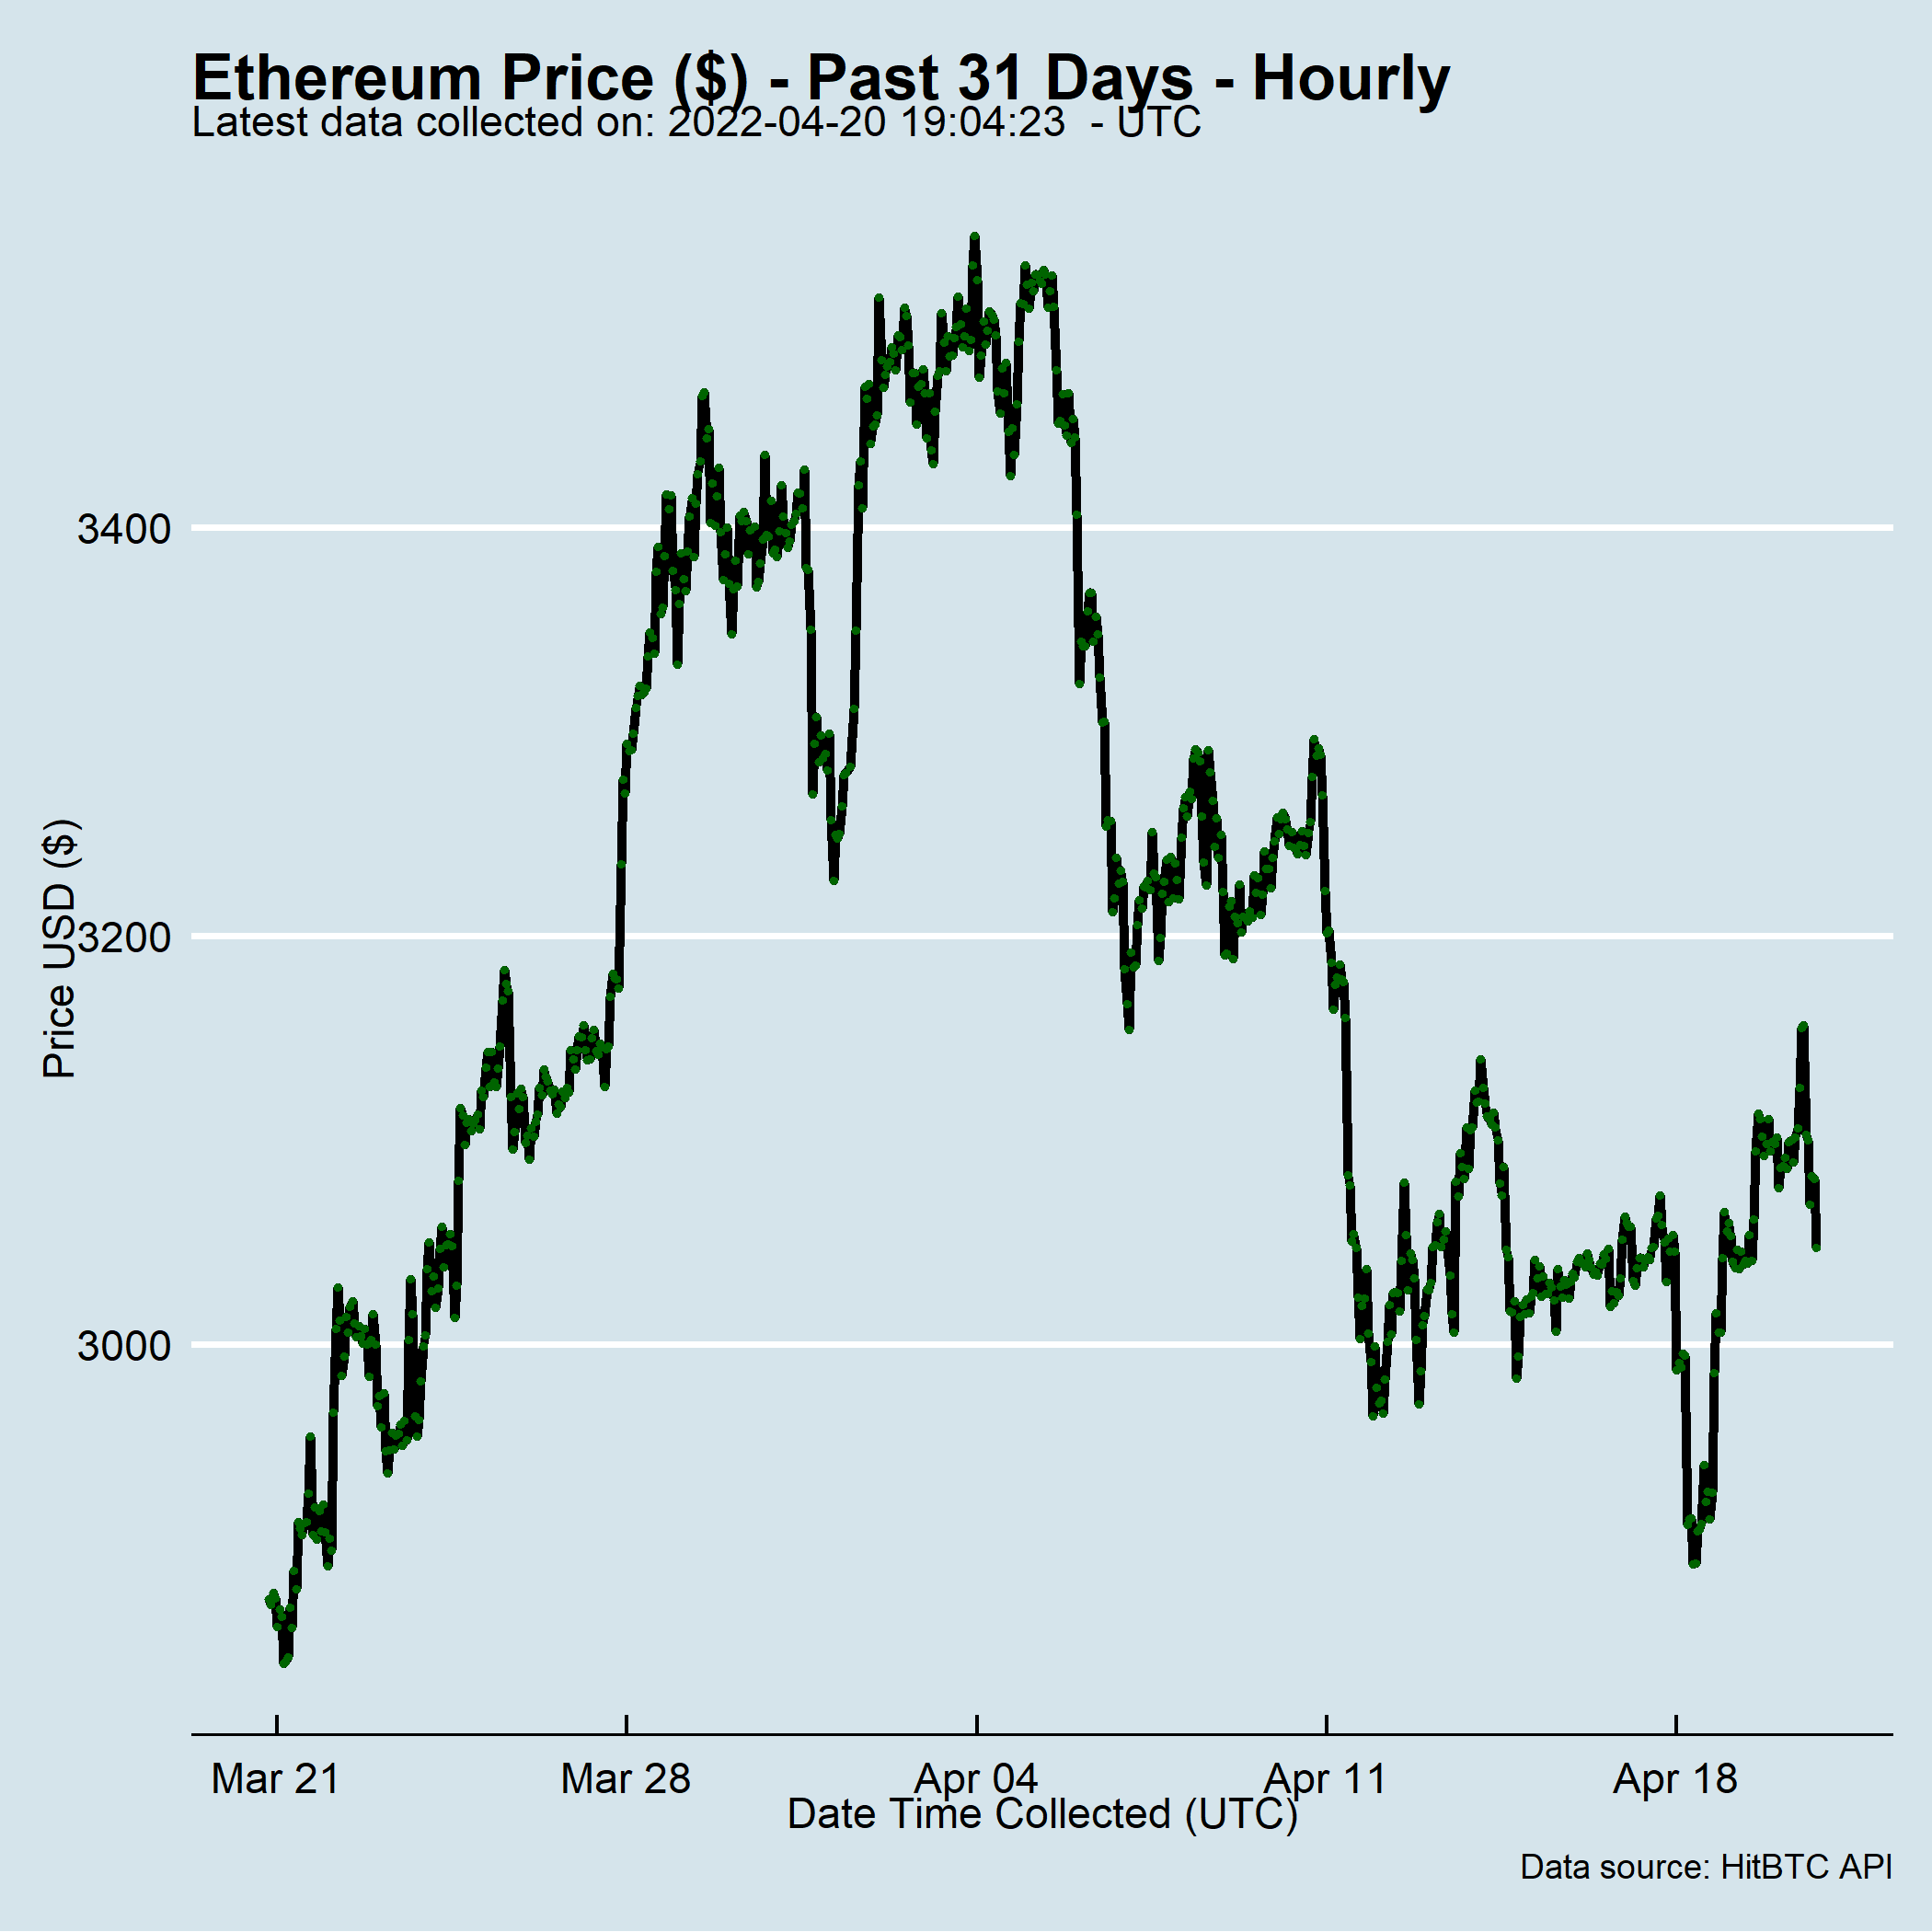 Ethereum Price ($) - Past 31 Days - Hourly
Latest data collected on: 2022-04-20 19:04:23  - UTC
Price USD ($)
3400
3200
3000
Mar 21
Mar 28
Apr 04
Apr 11
Apr 18
Date Time Collected (UTC)
Data source: HitBTC API